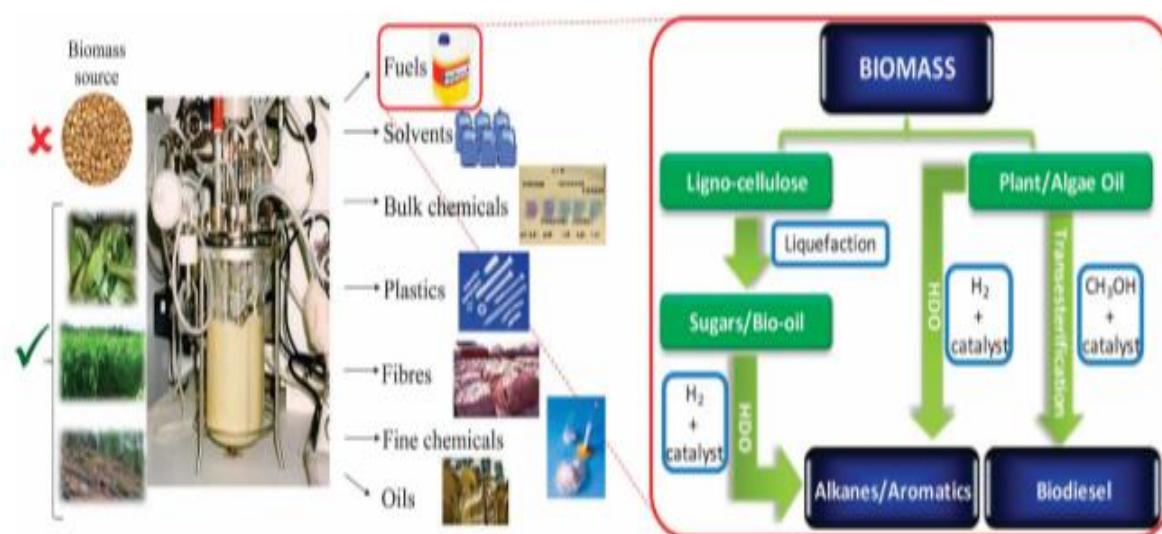 Biomass
source
Fuels
Solvents
Bulk chemicals
Plastics
Fibres
Fine chemicals
Oils
BIOMASS
Ligno-cellulose
Plant/Algae Oil
Liquefaction
Sugars/Bio-oil
HDO
H₂
+
catalyst
Transesterification
CH₃OH
+
catalyst
H₂
+
catalyst
HDO
Alkanes/Aromatics
Biodiesel